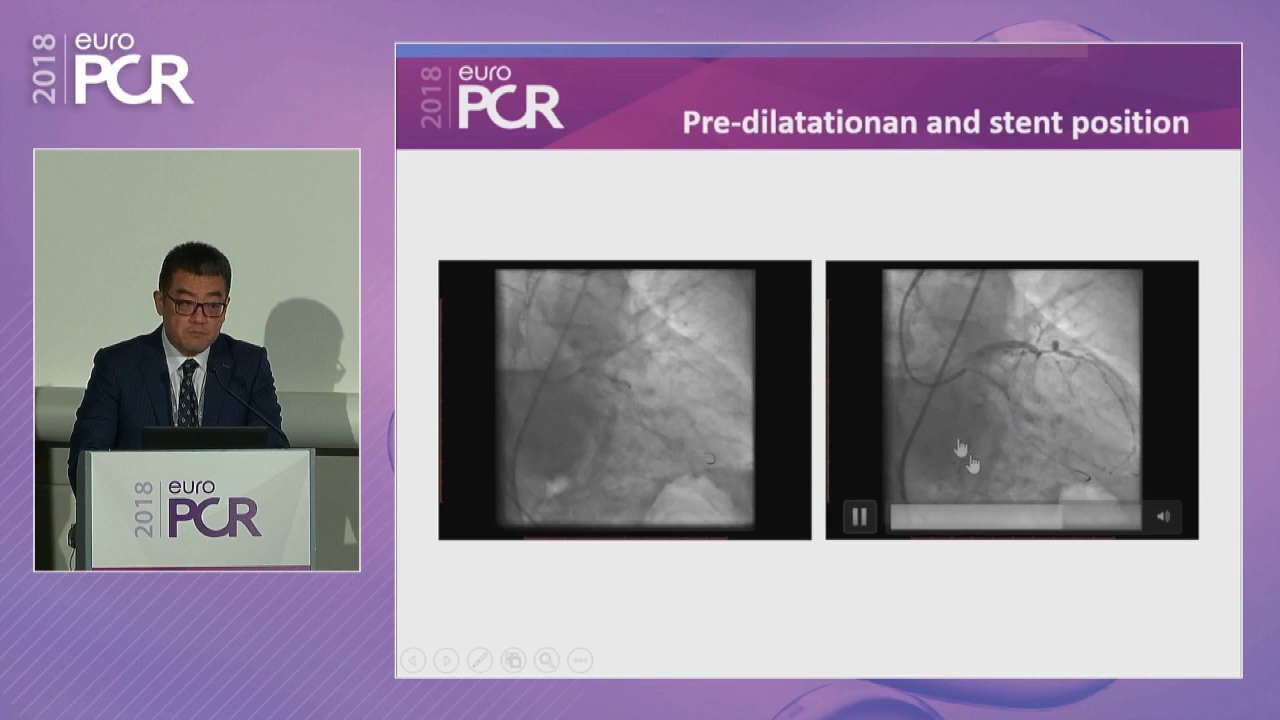 2018 euro
PCR
2018 euro
PCR
Pre-dilatationan and stent position
2018 euro
PCR